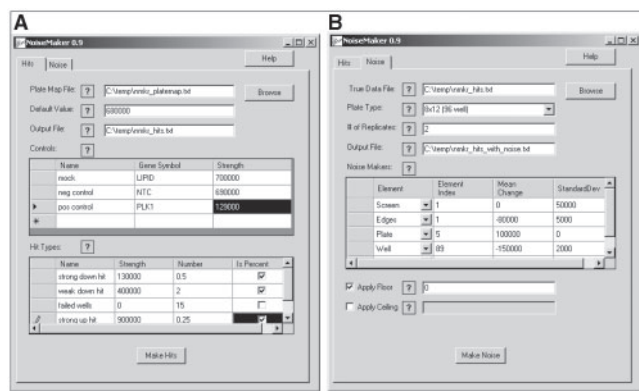 A
NoiseMaker 0.9
Help
Hits Noise
Plate Map File: ? C:\temp\nmkr_platemap.txt Browse
Default Value: ? 680000
Output File: ? C:\temp\nmkr_hits.txt
Controls: ?
Name Gene Symbol Strength
mock LIPID 700000
neg control NTC 690000
pos control PLK1 129000
Hit Types: ?
Name Strength Number Is Percent
strong down hit 130000 0.5
weak down hit 400000 2
failed wells 0 15
strong up hit 900000 0.25
Make Hits
B
NoiseMaker 0.9
Help
Hits Noise
True Data File: ? C:\temp\nmkr_hits.txt Browse
Plate Type: ? 8x12 (96 well)
# of Replicates: ? 2
Output File: ? C:\temp\nmkr_hits_with_noise.txt
Noise Makers: ?
Element Element Index Mean Change StandardDev
Screen 1 0 50000
Edges 1 -80000 5000
Plate 5 100000 0
Well 89 -150000 2000
Apply Floor ? 0
Apply Ceiling ?
Make Noise